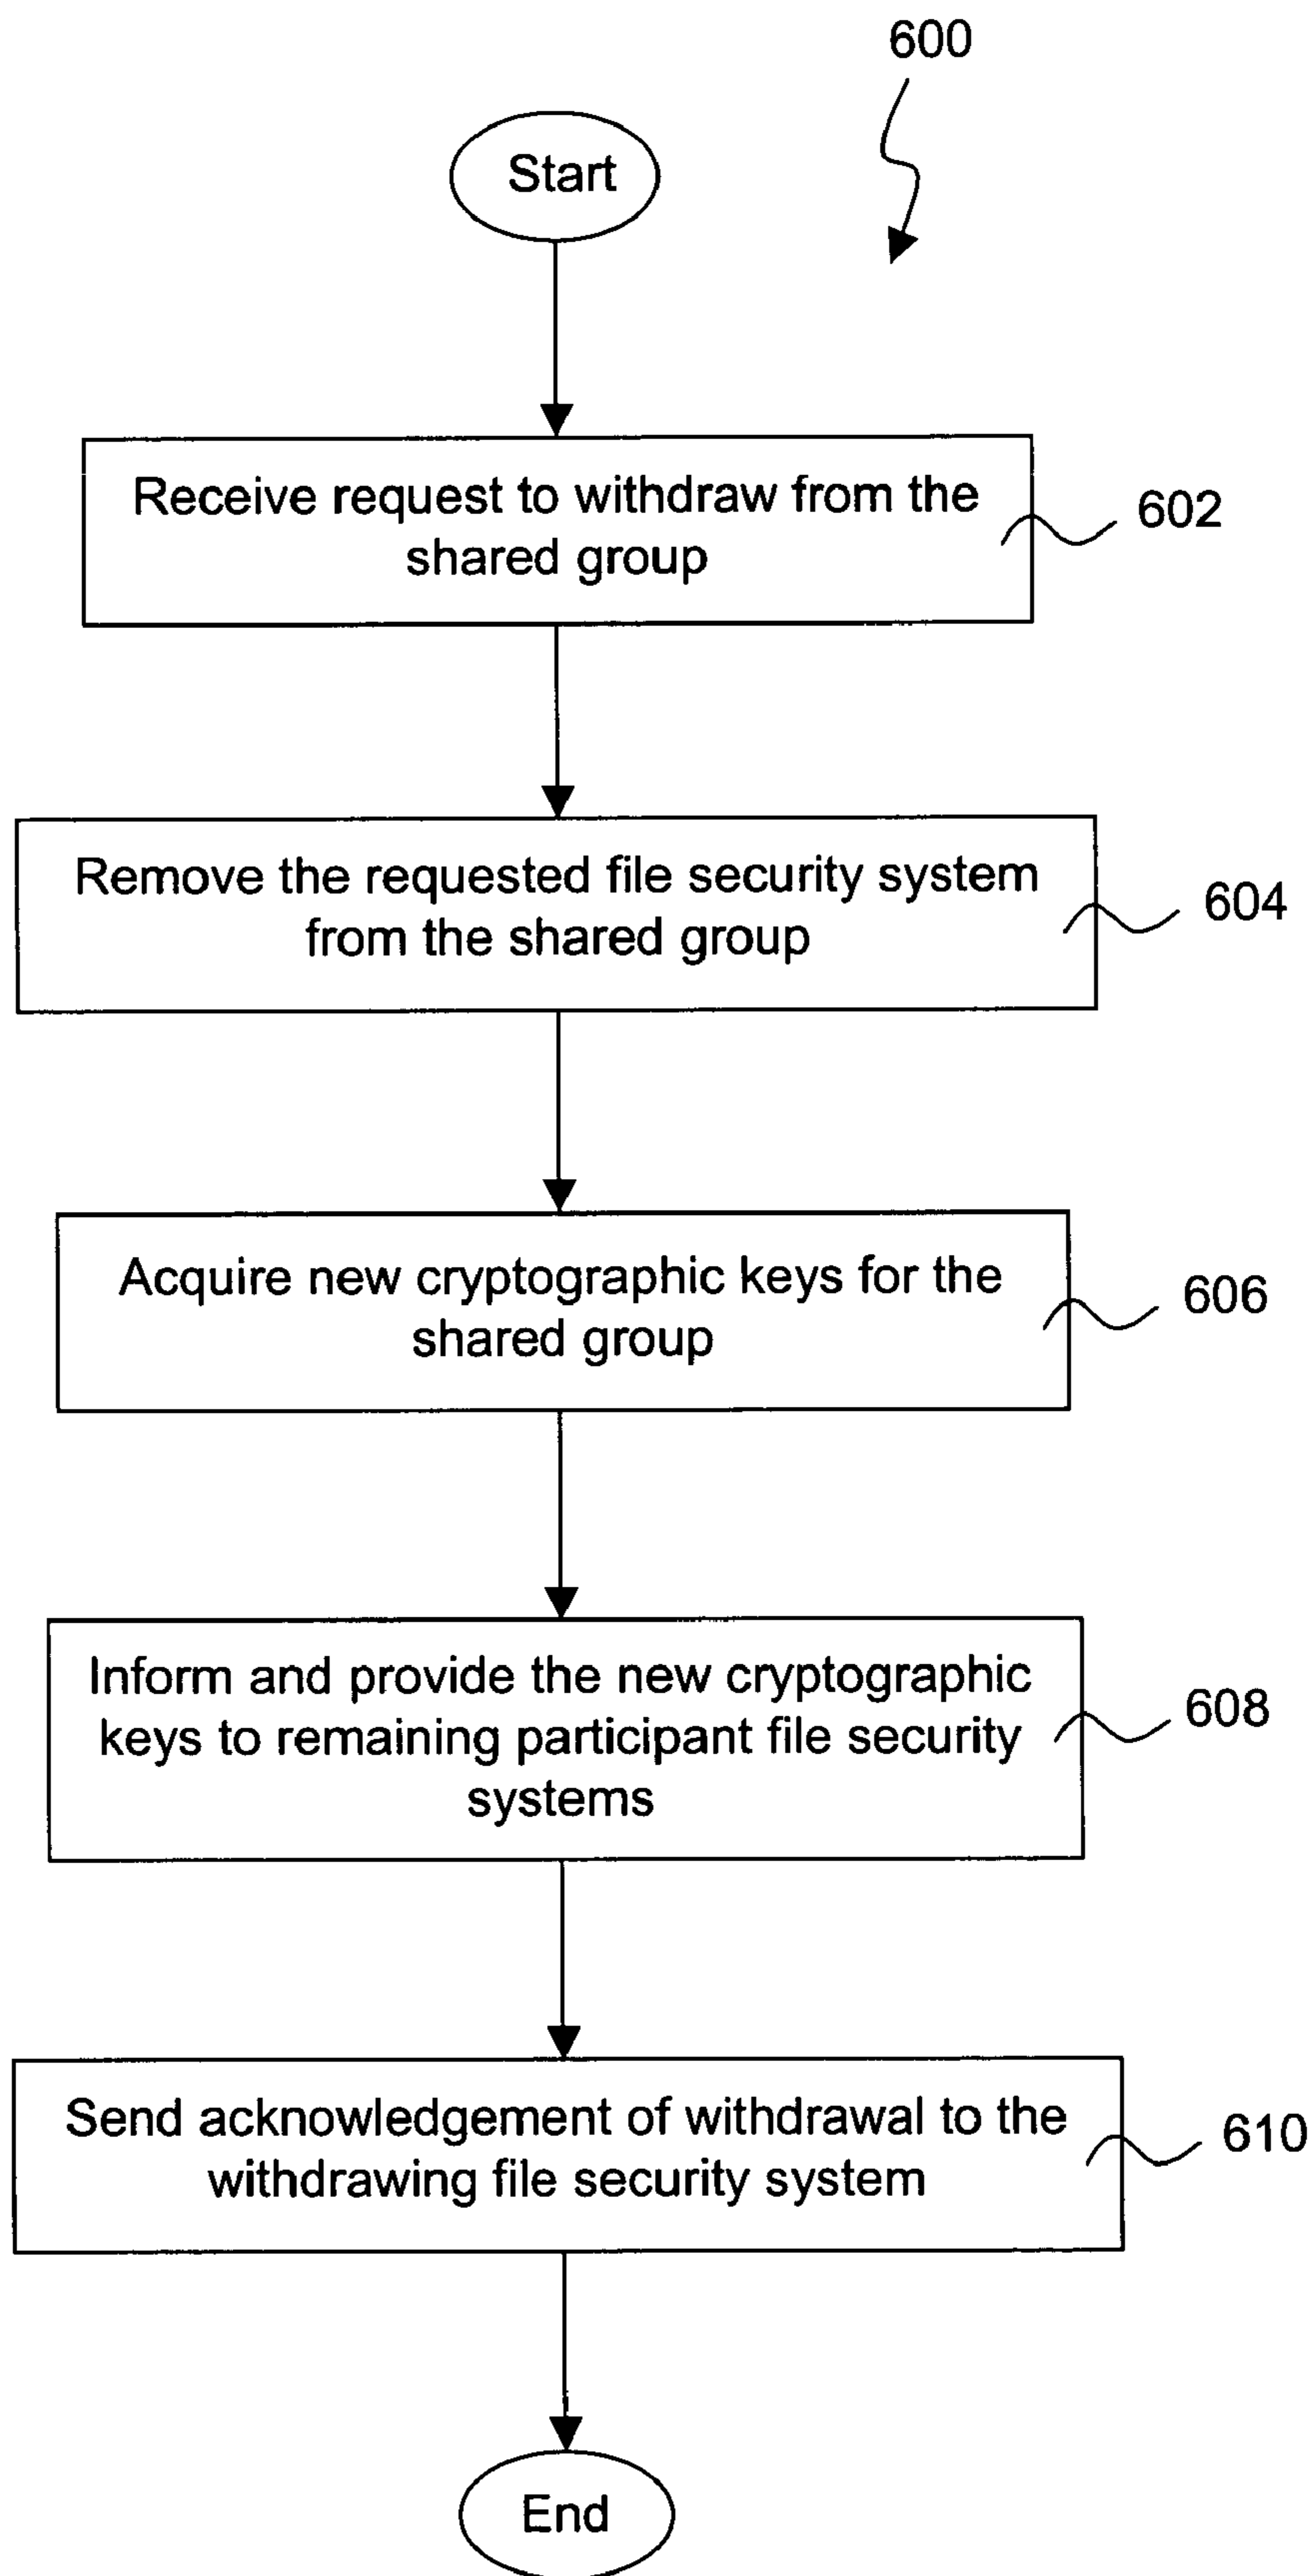 600
Start
Receive request to withdraw from the
shared group
602
Remove the requested file security system
from the shared group
604
Acquire new cryptographic keys for the
shared group
606
Inform and provide the new cryptographic
keys to remaining participant file security
systems
608
Send acknowledgement of withdrawal to the
withdrawing file security system
610
End